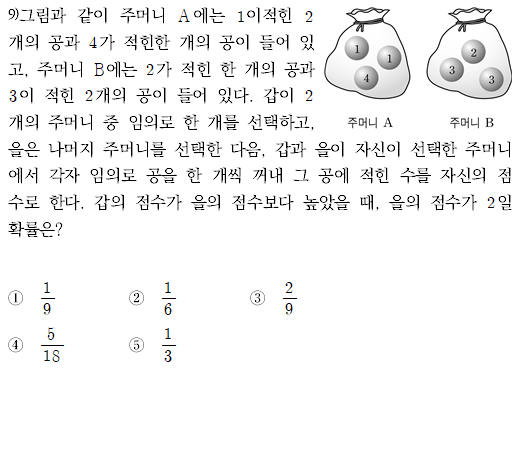 9)그림과 같이 주머니 A에는 1이적힌 2
개의 공과 4가 적힌한 개의 공이 들어 있
고, 주머니 B에는 2가 적힌 한 개의 공과
3이 적힌 2개의 공이 들어 있다. 갑이 2
개의 주머니 중 임의로 한 개를 선택하고,
을은 나머지 주머니를 선택한 다음, 갑과 을이 자신이 선택한 주머니
에서 각자 임의로 공을 한 개씩 꺼내 그 공에 적힌 수를 자신의 점
수로 한다. 갑의 점수가 을의 점수보다 높았을 때, 을의 점수가 2일
확률은?
1 1 4
주머니 A
2 3 3
주머니 B
① 1/9 ② 1/6 ③ 2/9
④ 5/18 ⑤ 1/3